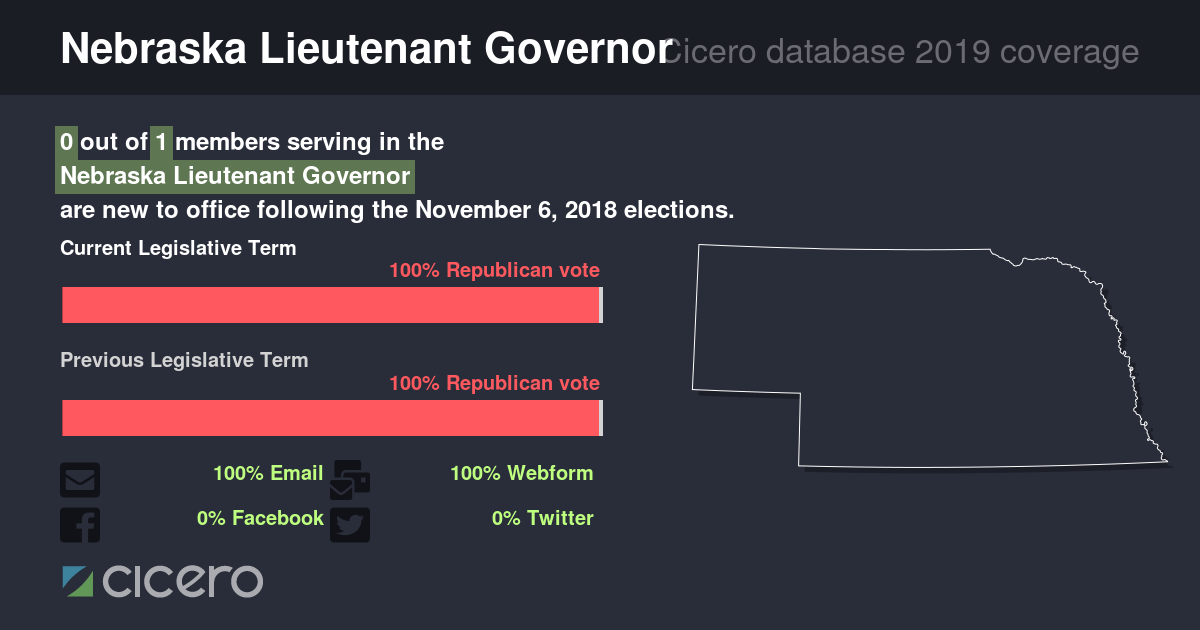 Nebraska Lieutenant Governor
Cicero database 2019 coverage
0 out of 1 members serving in the
Nebraska Lieutenant Governor
are new to office following the November 6, 2018 elections.
Current Legislative Term
100% Republican vote
Previous Legislative Term
100% Republican vote
100% Email
100% Webform
0% Facebook
0% Twitter
cicero